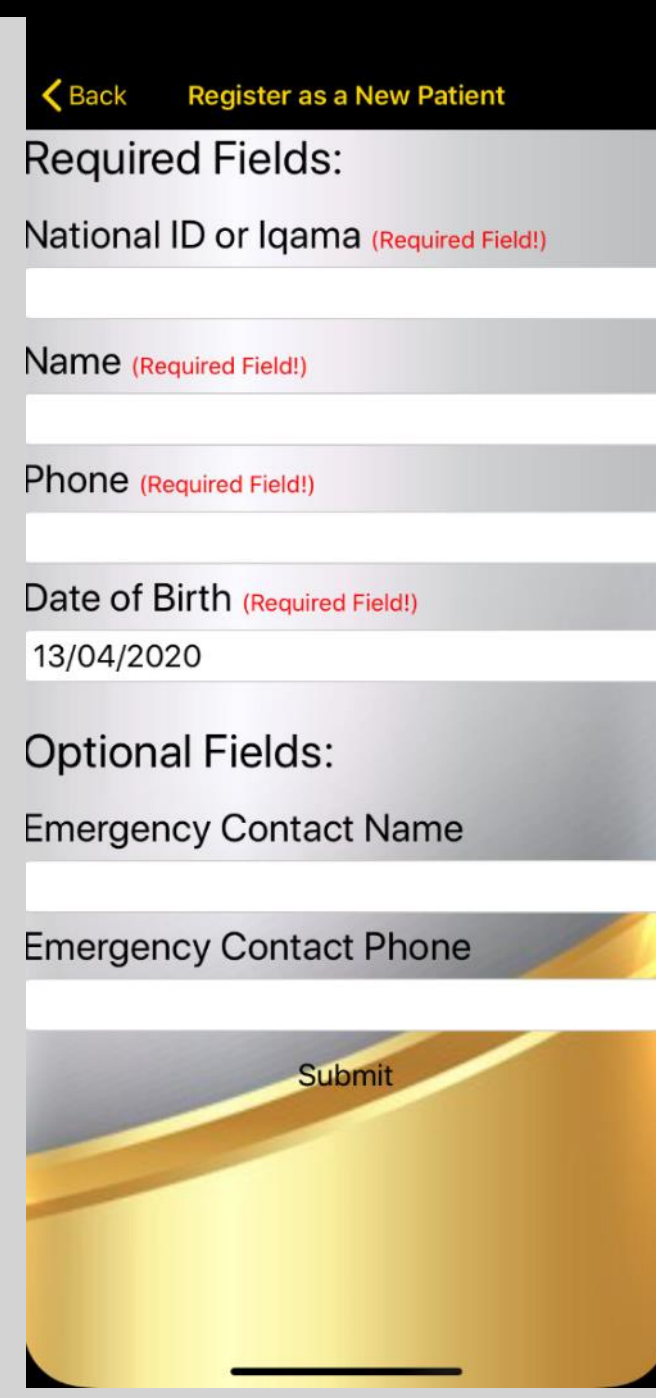 Back Register as a New Patient
Required Fields:
National ID or Iqama (Required Field!)
Name (Required Field!)
Phone (Required Field!)
Date of Birth (Required Field!)
13/04/2020
Optional Fields:
Emergency Contact Name
Emergency Contact Phone
Submit